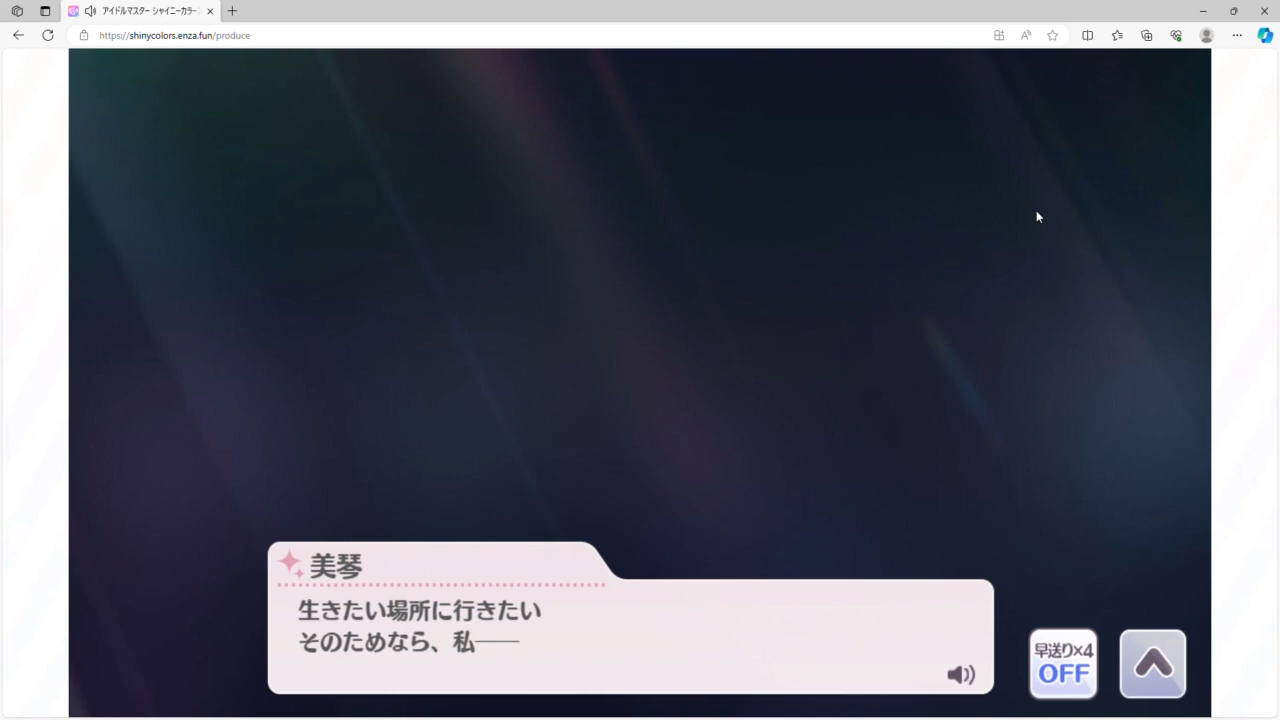 アイドルマスター シャイニーカラー
https://shinycolors.enza.fun/produce
美琴
生きたい場所に行きたい
そのためなら、私――
早送り×4
OFF